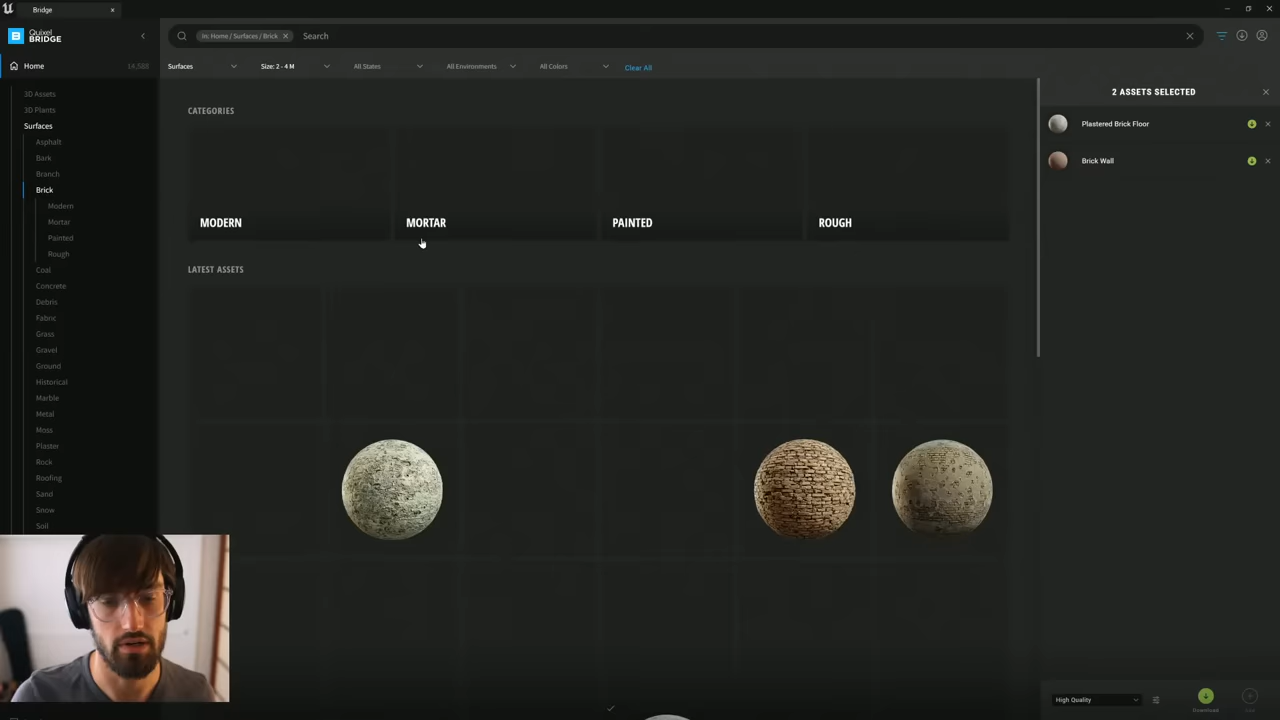 Bridge
Quixel
BRIDGE
In: Home / Surfaces / Brick
Search
Home
14,588
Surfaces
Size: 2 - 4 M
All States
All Environments
All Colors
Clear All
3D Assets
3D Plants
Surfaces
Asphalt
Bark
Branch
Brick
Modern
Mortar
Painted
Rough
Coal
Concrete
Debris
Fabric
Grass
Gravel
Ground
Historical
Marble
Metal
Moss
Plaster
Rock
Roofing
Sand
Snow
Soil
CATEGORIES
MODERN
MORTAR
PAINTED
ROUGH
LATEST ASSETS
2 ASSETS SELECTED
Plastered Brick Floor
Brick Wall
High Quality
Download